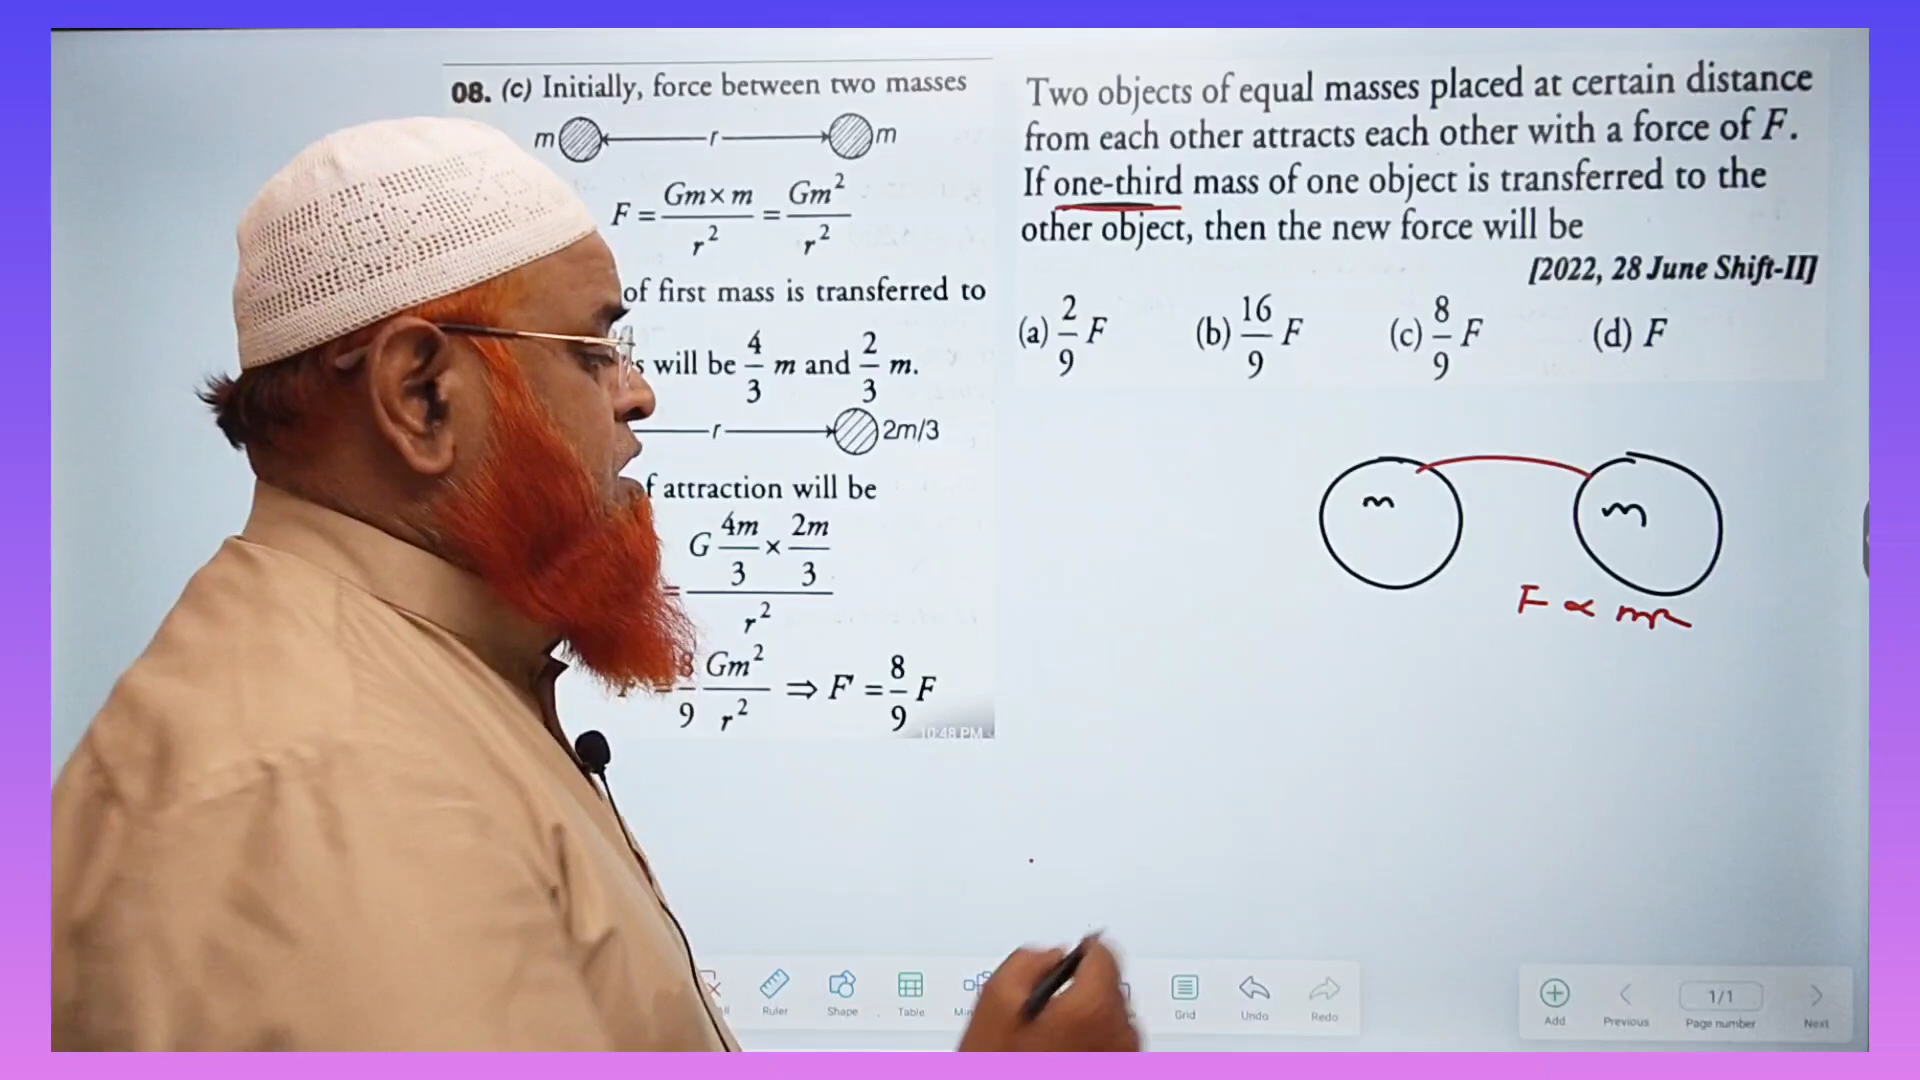 08. (c) Initially, force between two masses
m r m
F = Gm×m/r² = Gm²/r²
of first mass is transferred to
will be 4/3 m and 2/3 m.
r 2m/3
attraction will be
= G 4m/3 × 2m/3 / r²
= 8/9 Gm²/r² ⇒ F' = 8/9 F
10:48 PM
Two objects of equal masses placed at certain distance
from each other attracts each other with a force of F.
If one-third mass of one object is transferred to the
other object, then the new force will be
[2022, 28 June Shift-II]
(a) 2/9 F (b) 16/9 F (c) 8/9 F (d) F
m m
F ∝
Ruler Shape Table Grid Undo Redo
Add Previous 1/1 Page number Next